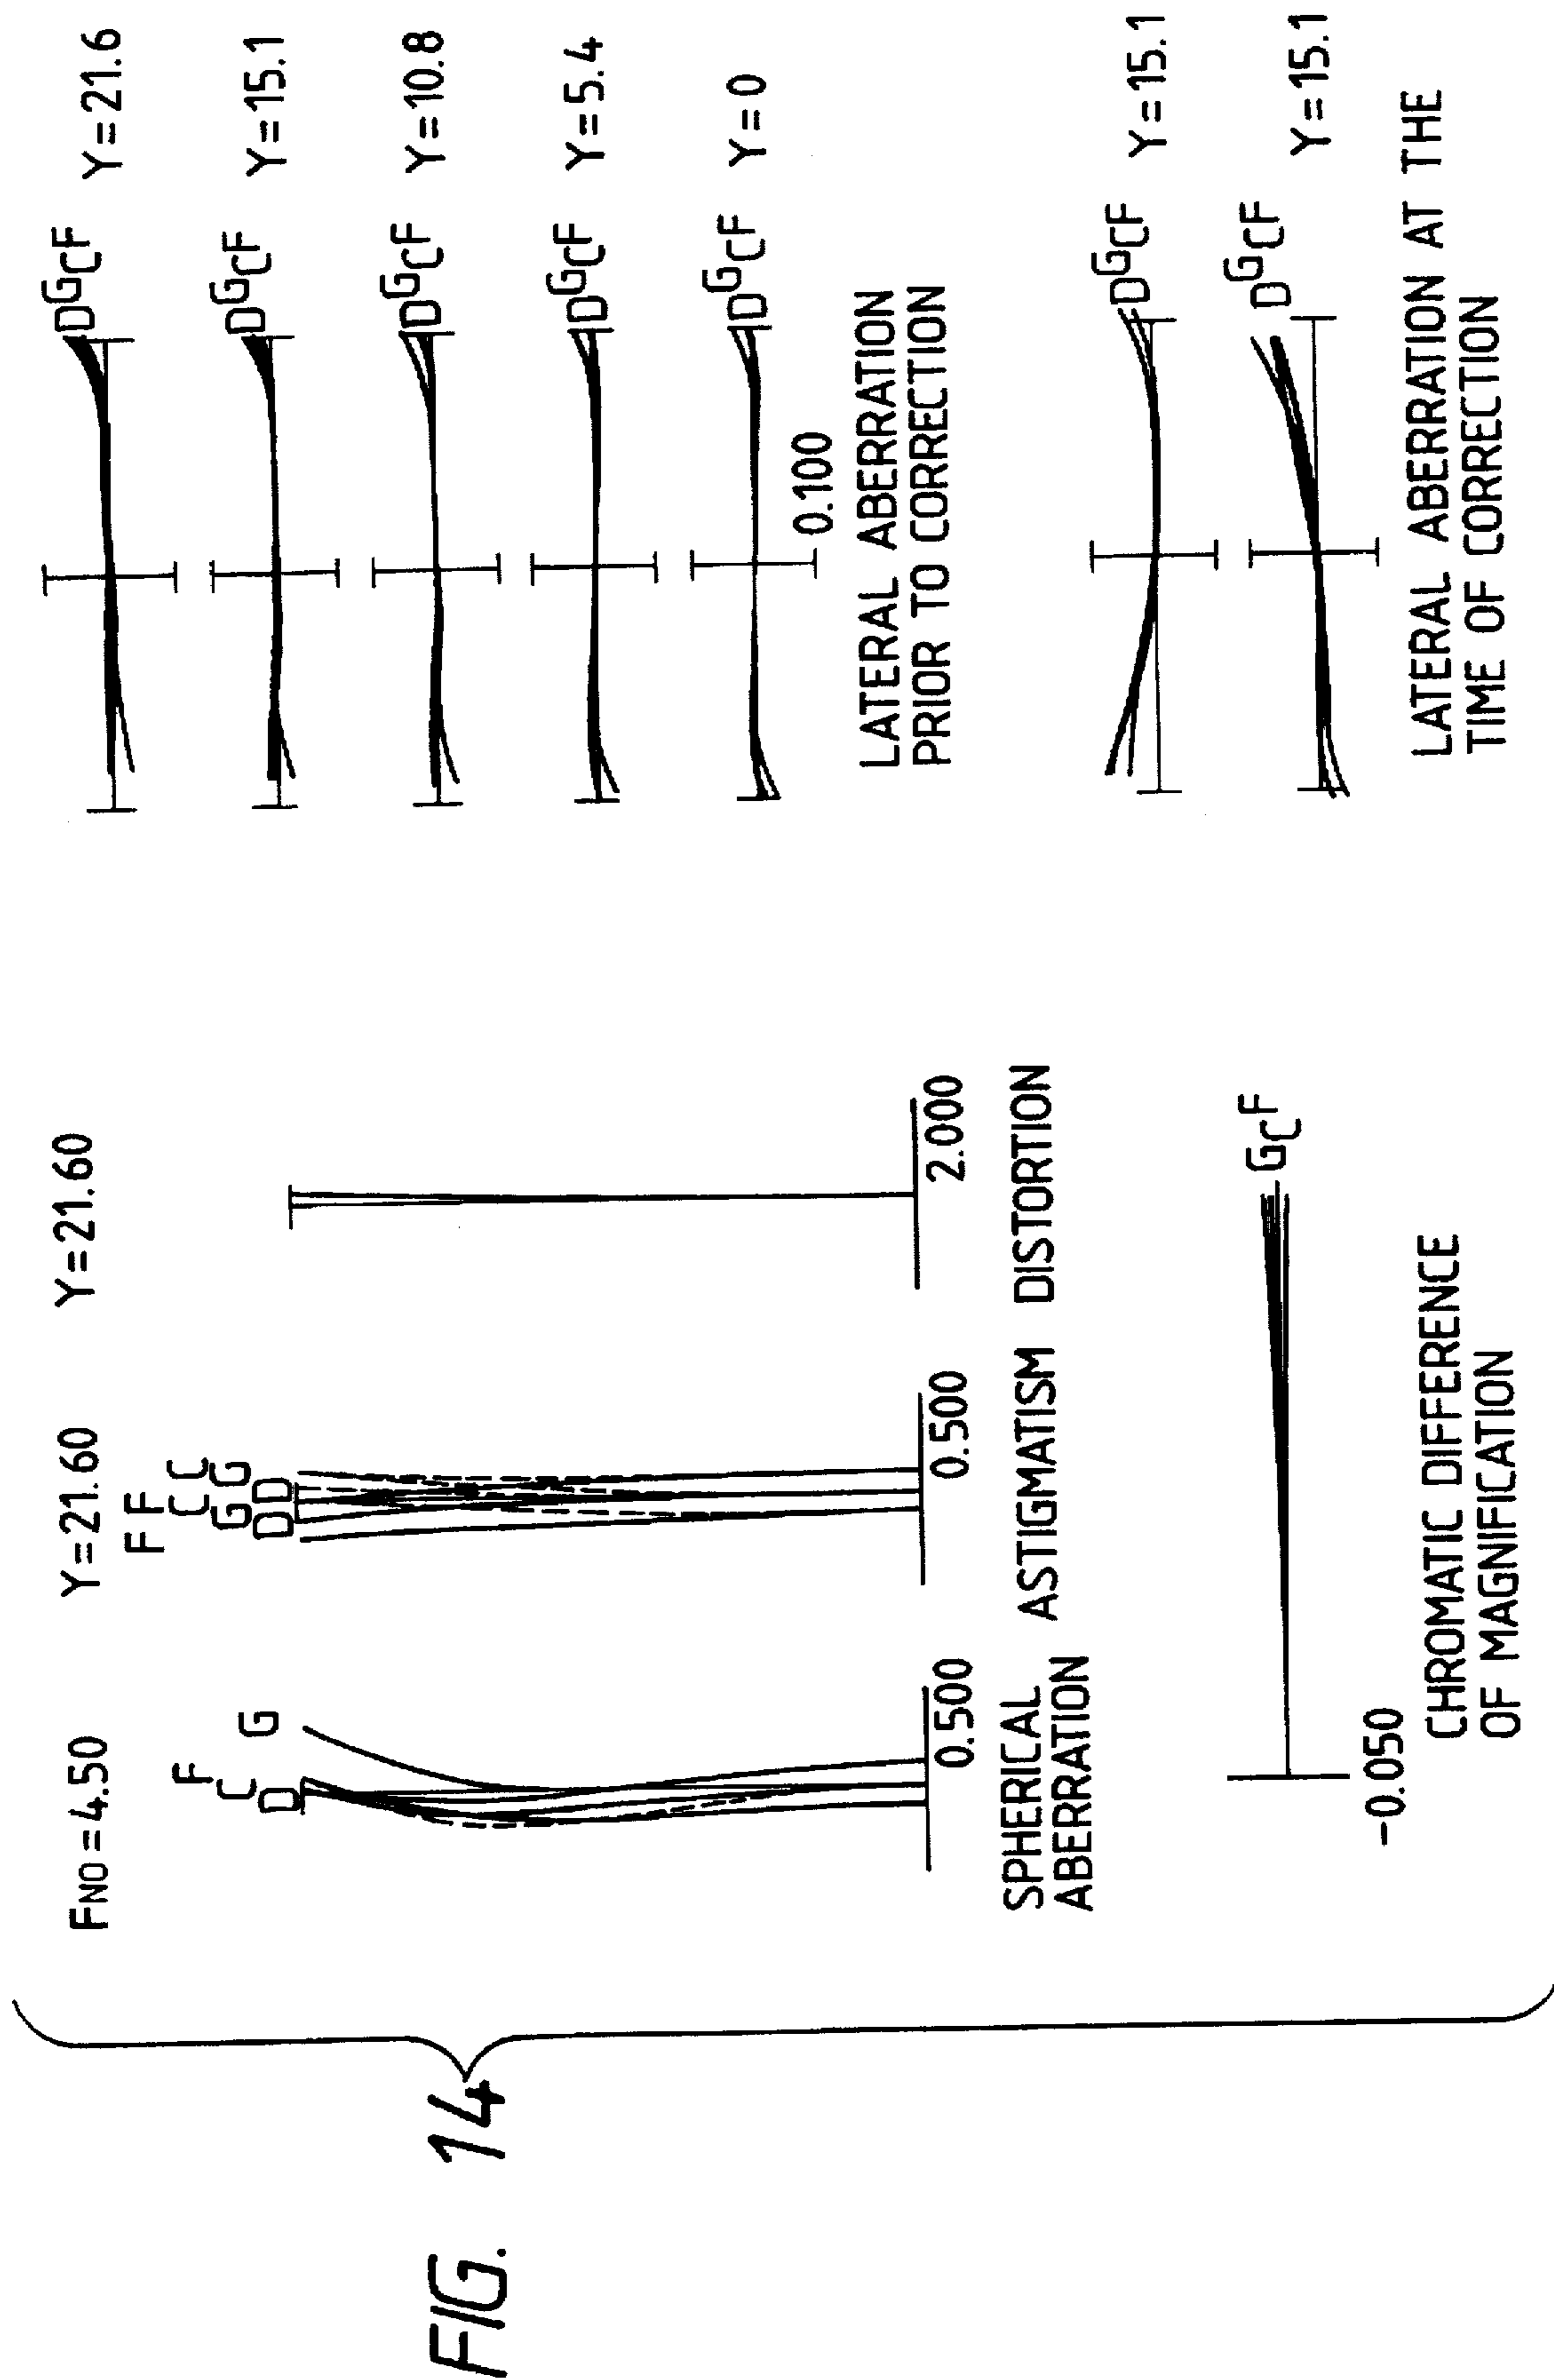 FIG. 14
FNO=4.50
F
C
D
G
0.500
SPHERICAL
ABERRATION
Y=21.60
F F
C C
G G
D D
0.500
ASTIGMATISM
Y=21.60
2.000
DISTORTION
GCF
-0.050
CHROMATIC DIFFERENCE
OF MAGNIFICATION
DGCF Y=21.6
DGCF Y=15.1
DGCF Y=10.8
DGCF Y=5.4
DGCF Y=0
0.100
LATERAL ABERRATION
PRIOR TO CORRECTION
DGCF Y=15.1
DGCF Y=15.1
LATERAL ABERRATION AT THE
TIME OF CORRECTION